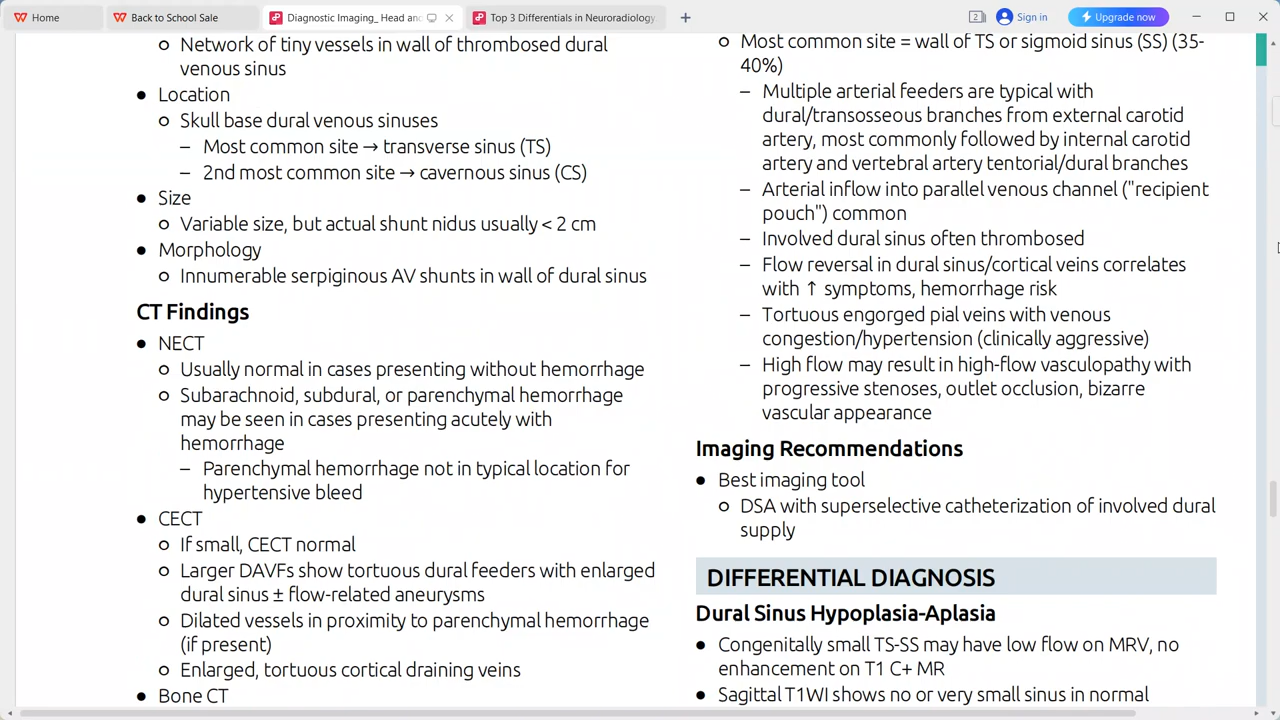 Home
Back to School Sale
Diagnostic Imaging_ Head and
Top 3 Differentials in Neuroradiology.
2
Sign in
Upgrade now
○ Network of tiny vessels in wall of thrombosed dural
venous sinus
● Location
○ Skull base dural venous sinuses
– Most common site → transverse sinus (TS)
– 2nd most common site → cavernous sinus (CS)
● Size
○ Variable size, but actual shunt nidus usually < 2 cm
● Morphology
○ Innumerable serpiginous AV shunts in wall of dural sinus
CT Findings
● NECT
○ Usually normal in cases presenting without hemorrhage
○ Subarachnoid, subdural, or parenchymal hemorrhage
may be seen in cases presenting acutely with
hemorrhage
– Parenchymal hemorrhage not in typical location for
hypertensive bleed
● CECT
○ If small, CECT normal
○ Larger DAVFs show tortuous dural feeders with enlarged
dural sinus ± flow-related aneurysms
○ Dilated vessels in proximity to parenchymal hemorrhage
(if present)
○ Enlarged, tortuous cortical draining veins
● Bone CT
○ Most common site = wall of TS or sigmoid sinus (SS) (35-
40%)
– Multiple arterial feeders are typical with
dural/transosseous branches from external carotid
artery, most commonly followed by internal carotid
artery and vertebral artery tentorial/dural branches
– Arterial inflow into parallel venous channel ("recipient
pouch") common
– Involved dural sinus often thrombosed
– Flow reversal in dural sinus/cortical veins correlates
with ↑ symptoms, hemorrhage risk
– Tortuous engorged pial veins with venous
congestion/hypertension (clinically aggressive)
– High flow may result in high-flow vasculopathy with
progressive stenoses, outlet occlusion, bizarre
vascular appearance
Imaging Recommendations
● Best imaging tool
○ DSA with superselective catheterization of involved dural
supply
DIFFERENTIAL DIAGNOSIS
Dural Sinus Hypoplasia-Aplasia
● Congenitally small TS-SS may have low flow on MRV, no
enhancement on T1 C+ MR
● Sagittal T1WI shows no or very small sinus in normal